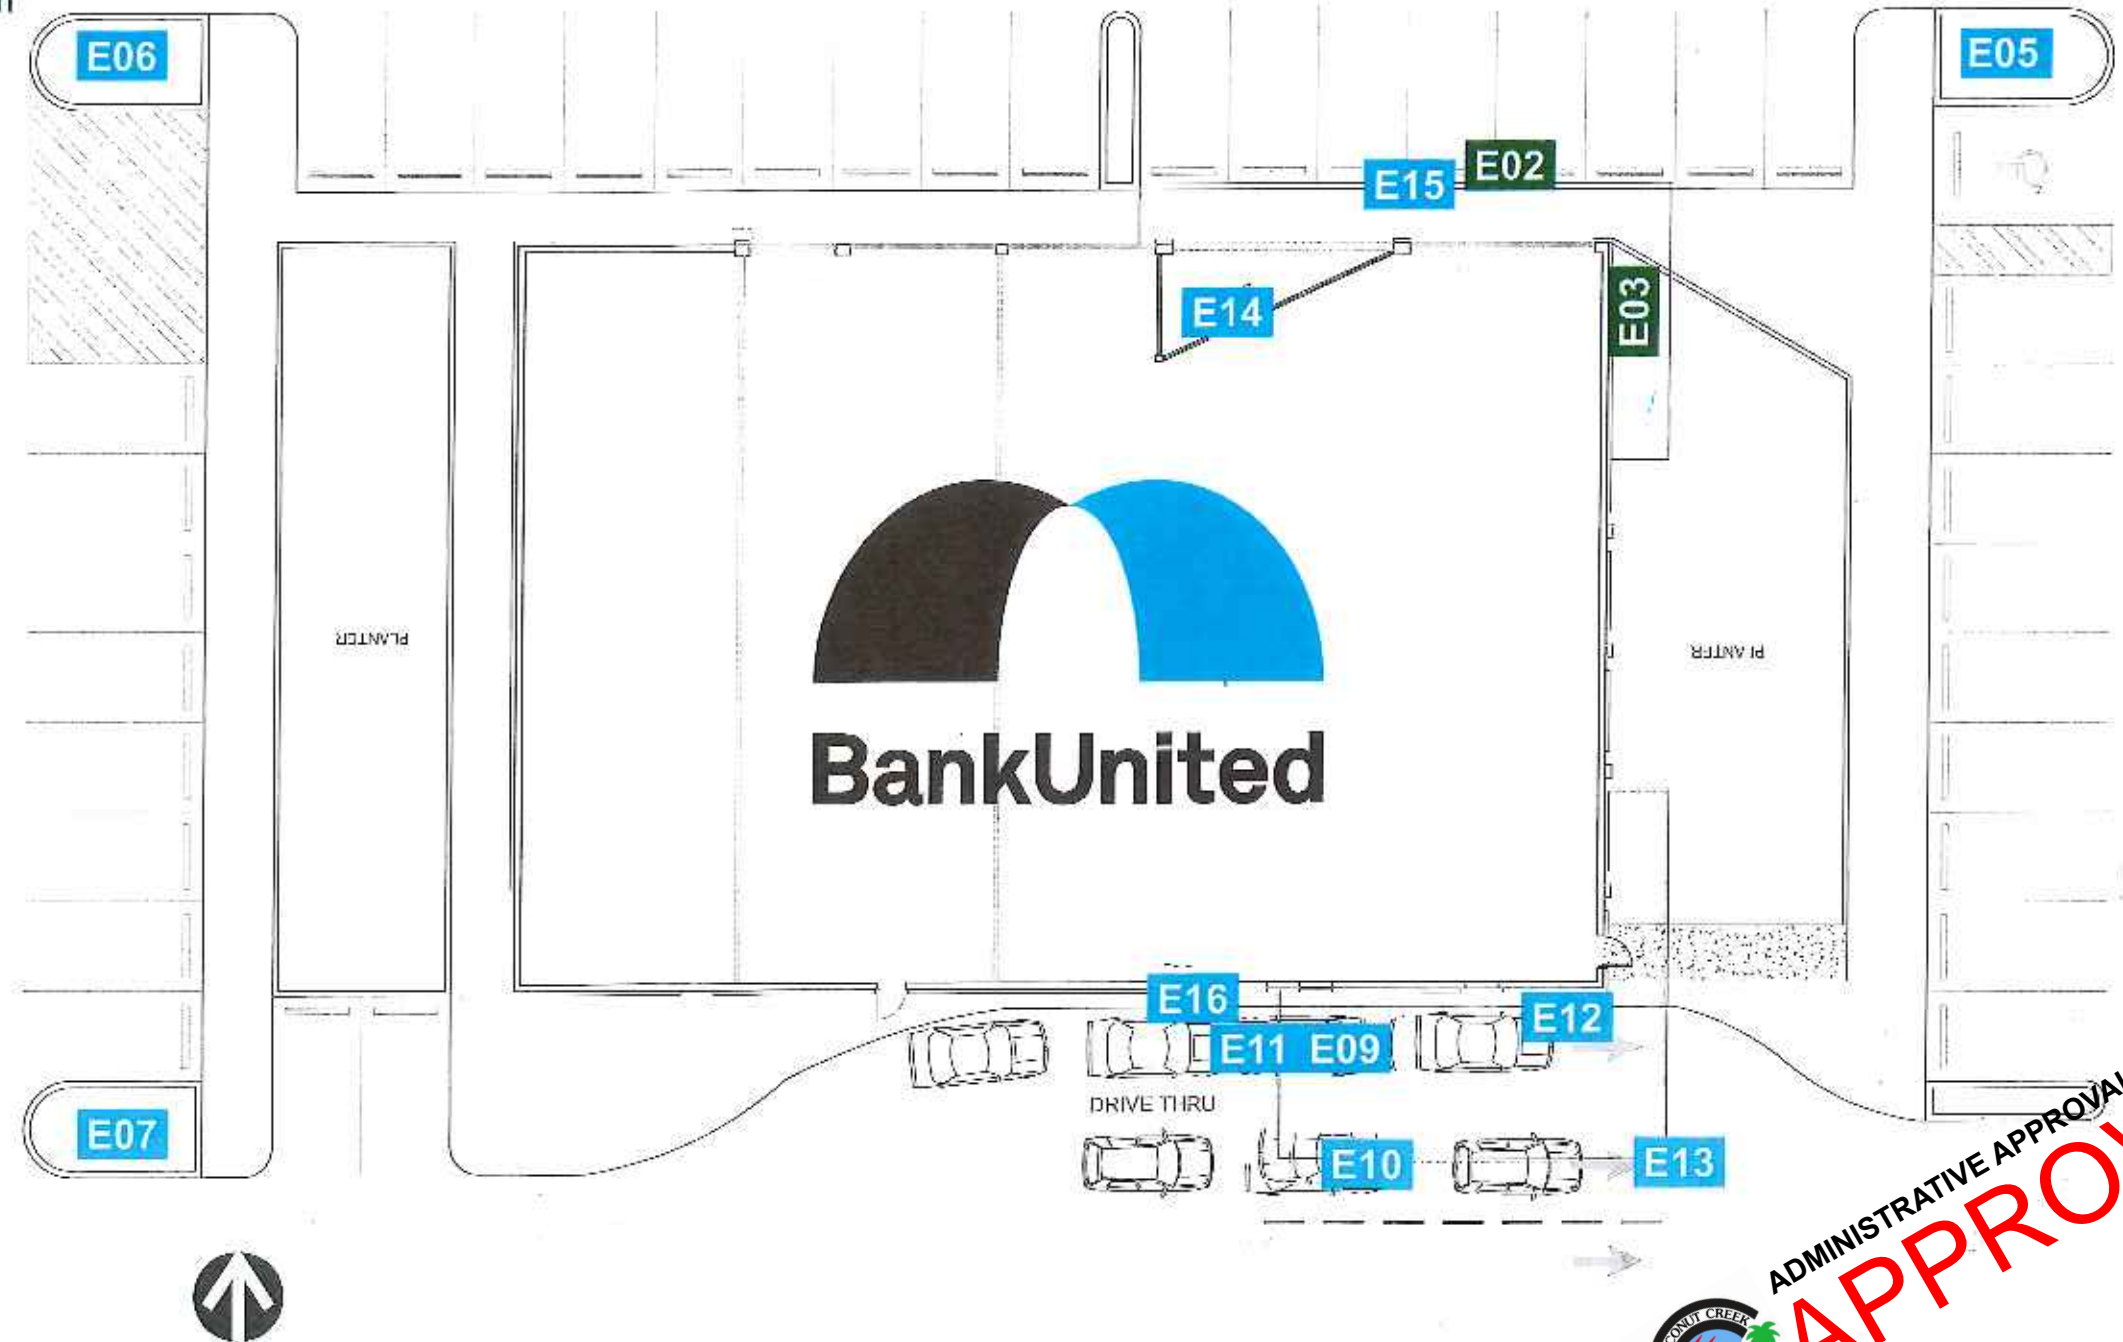 E06
E05
E02
E15
E03
E14
PLANTER
PLANTER
BankUnited
E16
E12
E11 E09
DRIVE THRU
E07
E10
E13
ADMINISTRATIVE APPROVAL